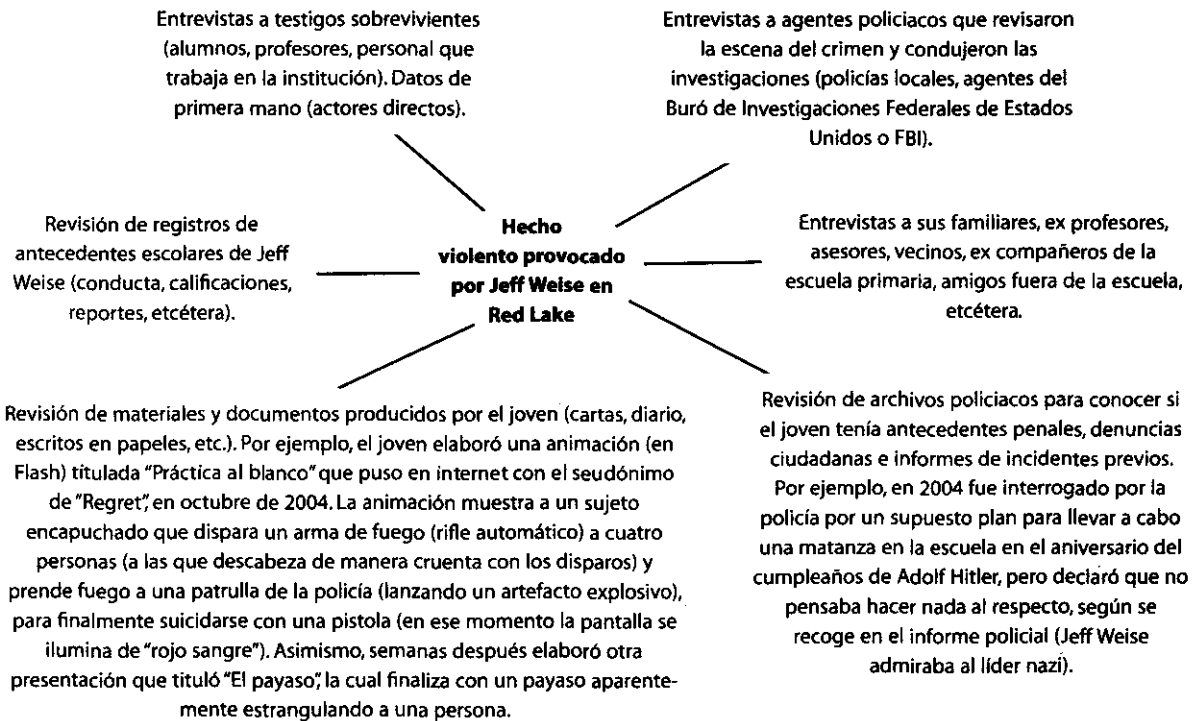 Entrevistas a testigos sobrevivientes
(alumnos, profesores, personal que
trabaja en la institución). Datos de
primera mano (actores directos).
Entrevistas a agentes policiacos que revisaron
la escena del crimen y condujeron las
investigaciones (policías locales, agentes del
Buró de Investigaciones Federales de Estados
Unidos o FBI).
Revisión de registros de
antecedentes escolares de Jeff
Weise (conducta, calificaciones,
reportes, etcétera).
Hecho
violento provocado
por Jeff Weise en
Red Lake
Entrevistas a sus familiares, ex profesores,
asesores, vecinos, ex compañeros de la
escuela primaria, amigos fuera de la escuela,
etcétera.
Revisión de materiales y documentos producidos por el joven (cartas, diario,
escritos en papeles, etc.). Por ejemplo, el joven elaboró una animación (en
Flash) titulada "Práctica al blanco" que puso en internet con el seudónimo
de "Regret", en octubre de 2004. La animación muestra a un sujeto
encapuchado que dispara un arma de fuego (rifle automático) a cuatro
personas (a las que descabeza de manera cruenta con los disparos) y
prende fuego a una patrulla de la policía (lanzando un artefacto explosivo),
para finalmente suicidarse con una pistola (en ese momento la pantalla se
ilumina de "rojo sangre"). Asimismo, semanas después elaboró otra
presentación que tituló "El payaso", la cual finaliza con un payaso aparente-
mente estrangulando a una persona.
Revisión de archivos policiacos para conocer si
el joven tenía antecedentes penales, denuncias
ciudadanas e informes de incidentes previos.
Por ejemplo, en 2004 fue interrogado por la
policía por un supuesto plan para llevar a cabo
una matanza en la escuela en el aniversario del
cumpleaños de Adolf Hitler, pero declaró que no
pensaba hacer nada al respecto, según se
recoge en el informe policial (Jeff Weise
admiraba al líder nazi).